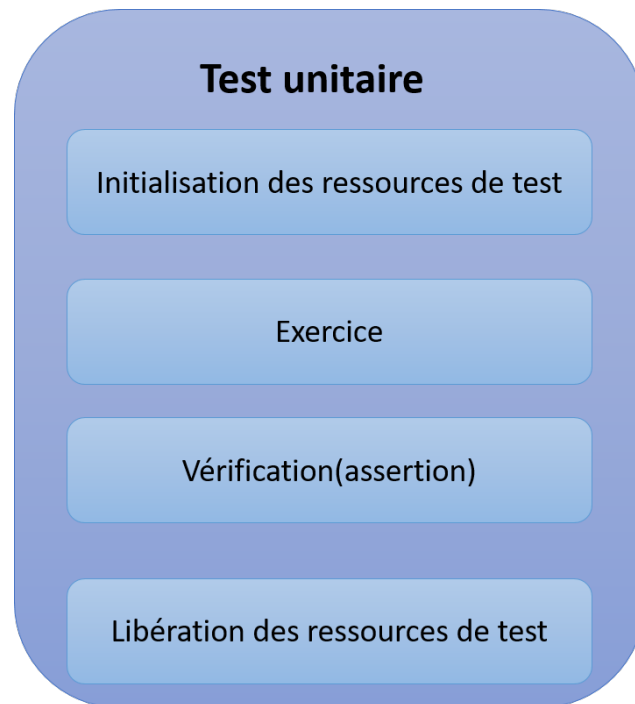 Test unitaire
Initialisation des ressources de test
Exercice
Vérification(assertion)
Libération des ressources de test